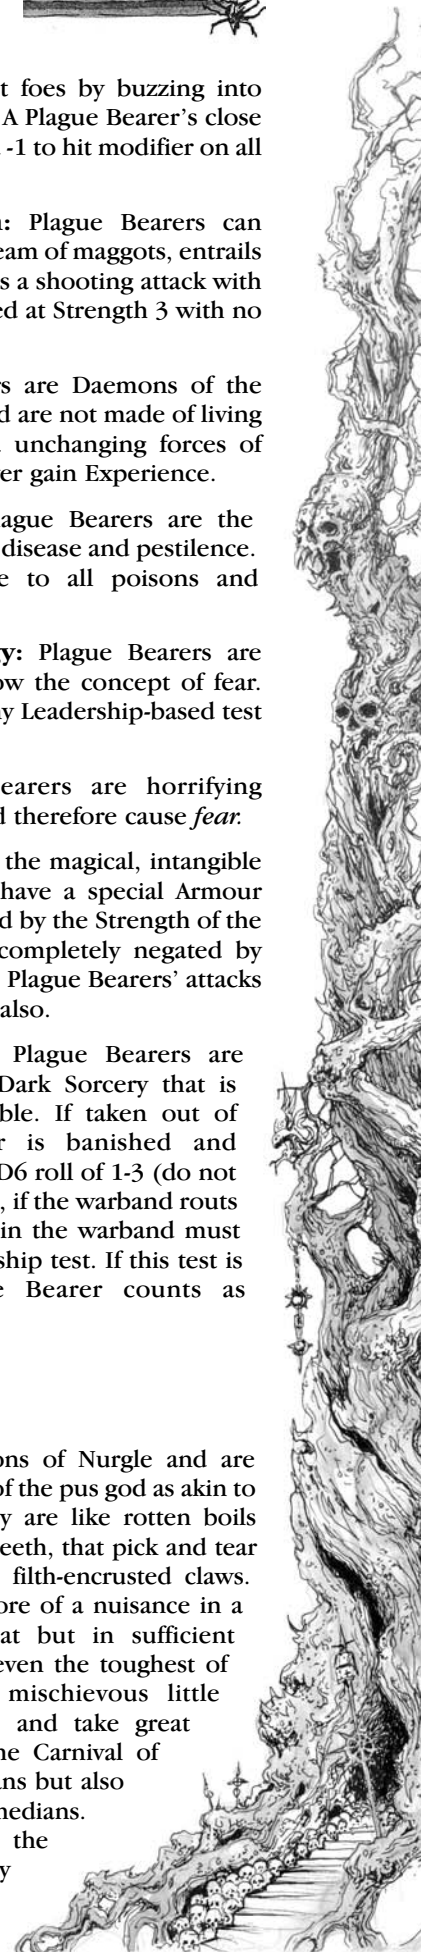 t foes by buzzing into
A Plague Bearer's close
-1 to hit modifier on all
: Plague Bearers can
eam of maggots, entrails
s a shooting attack with
ed at Strength 3 with no
rs are Daemons of the
d are not made of living
unchanging forces of
ver gain Experience.
lague Bearers are the
disease and pestilence.
e to all poisons and
gy: Plague Bearers are
ow the concept of fear.
ny Leadership-based test
Bearers are horrifying
d therefore cause fear.
the magical, intangible
have a special Armour
d by the Strength of the
completely negated by
Plague Bearers' attacks
also.
Plague Bearers are
Dark Sorcery that is
ble. If taken out of
r is banished and
D6 roll of 1-3 (do not
, if the warband routs
in the warband must
ship test. If this test is
e Bearer counts as
ons of Nurgle and are
of the pus god as akin to
y are like rotten boils
eeth, that pick and tear
filth-encrusted claws.
ore of a nuisance in a
at but in sufficient
even the toughest of
mischievous little
and take great
he Carnival of
ans but also
medians.
the
y